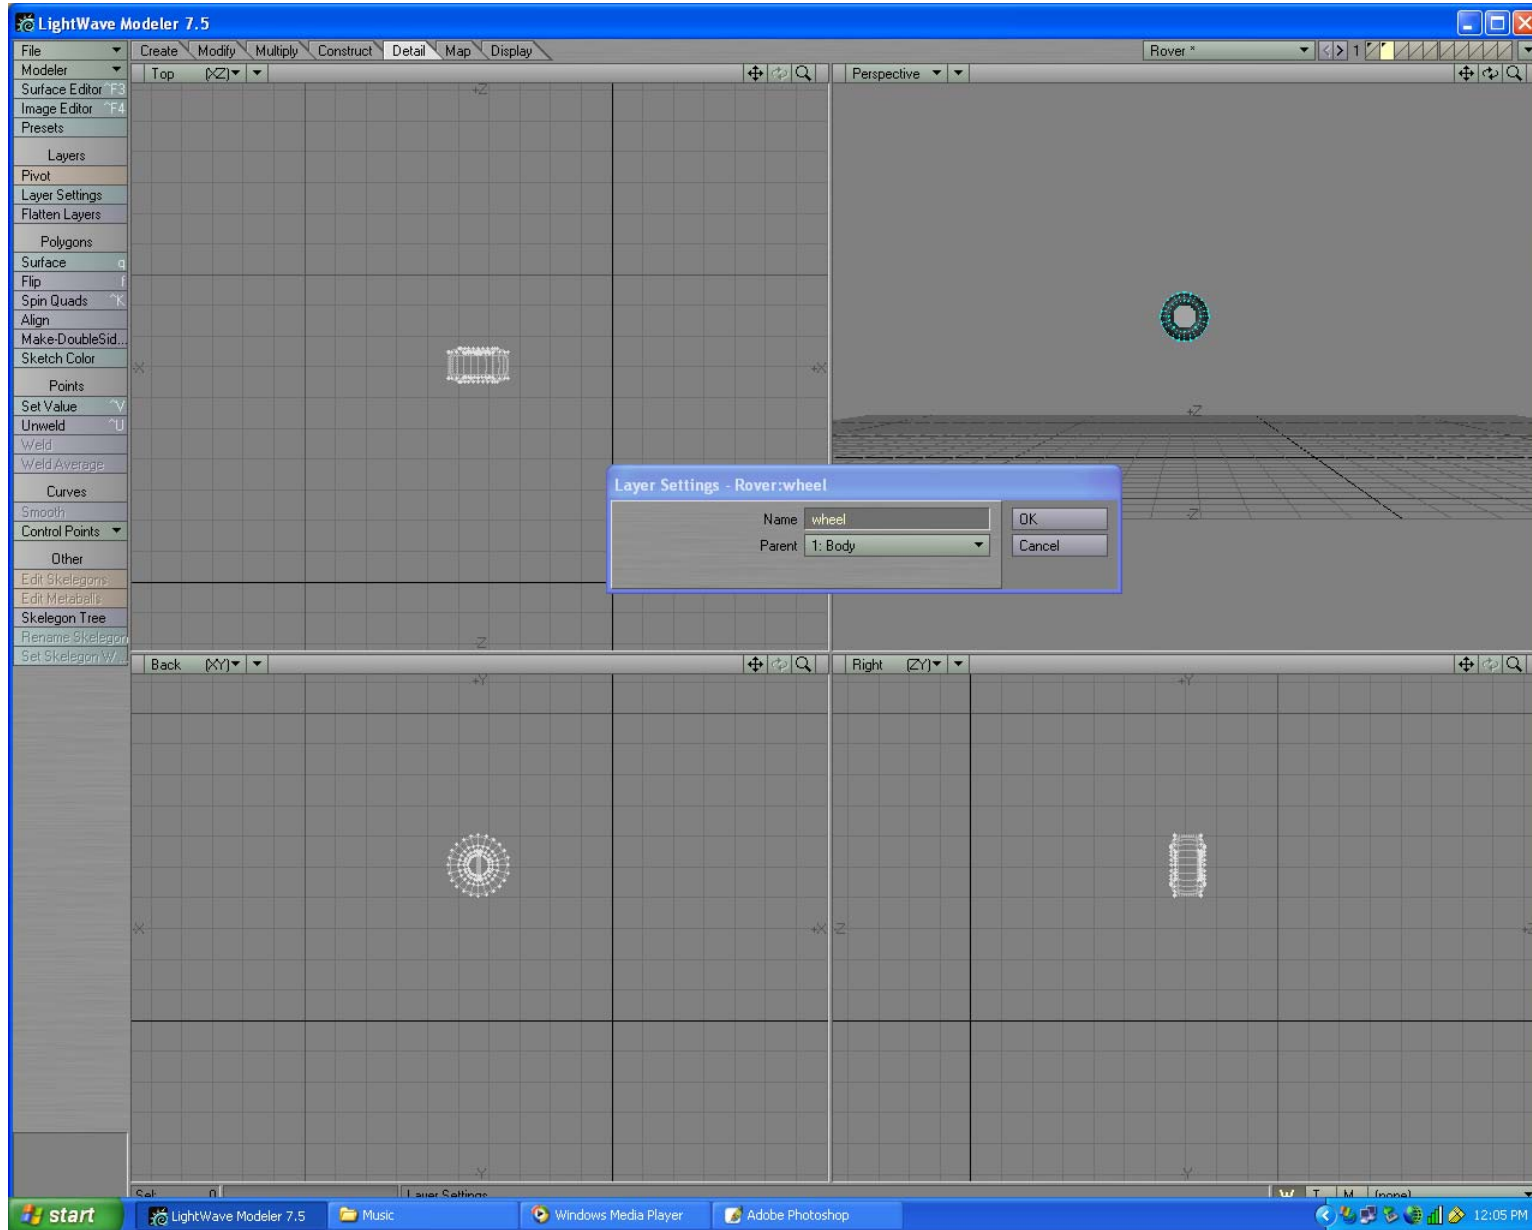 LightWave Modeler 7.5
File Create Modify Multiply Construct Detail Map Display Rover * 1
Modeler
Top (XZ)
Perspective
Surface Editor ^F3
Image Editor ^F4
Presets
Layers
Pivot
Layer Settings
Flatten Layers
Polygons
Surface q
Flip f
Spin Quads ^K
Align
Make-DoubleSid...
Sketch Color
Points
Set Value ^V
Unweld ^U
Weld
Weld Average
Curves
Smooth
Control Points
Other
Edit Skelegons
Edit Metaballs
Skelegon Tree
Rename Skelegon
Set Skelegon W...
+Z
-X
+X
-Z
+Z
-Z
Layer Settings - Rover:wheel
Name wheel
Parent 1: Body
OK
Cancel
Back (XY)
Right (ZY)
+Y
-X
+X
+Y
-Z
-Y
-Y
Sel: 0
Layer Settings
W T M (none)
start
LightWave Modeler 7.5
Music
Windows Media Player
Adobe Photoshop
12:05 PM